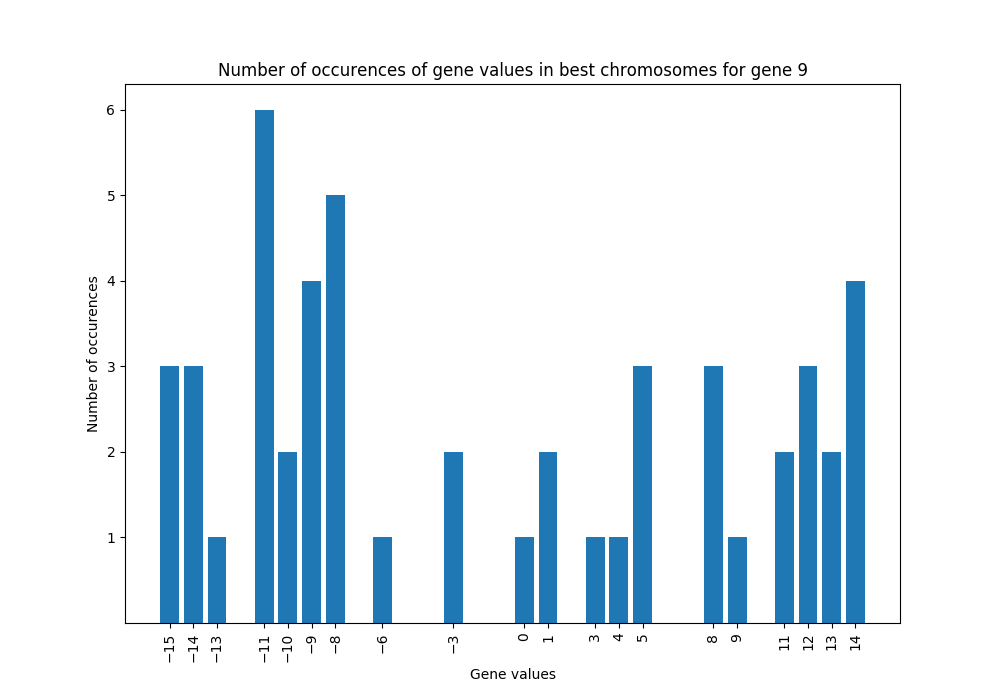 Number of occurences of gene values in best chromosomes for gene 9
6
5
4
3
2
1
Number of occurences
−15 −14 −13 −11 −10 −9 −8 −6 −3 0 1 3 4 5 8 9 11 12 13 14
Gene values